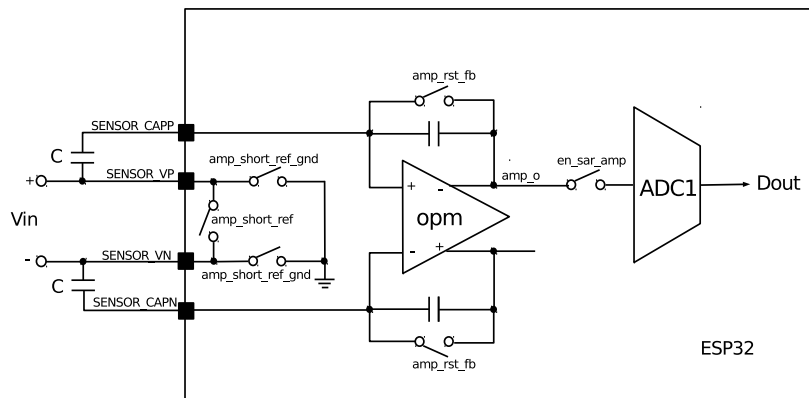 amp_rst_fb
SENSOR_CAPP
C
SENSOR_VP
amp_short_ref_gnd
+
Vin
-
amp_short_ref
SENSOR_VN
amp_short_ref_gnd
C
SENSOR_CAPN
+ -
opm
- +
amp_o
en_sar_amp
ADC1
Dout
amp_rst_fb
ESP32